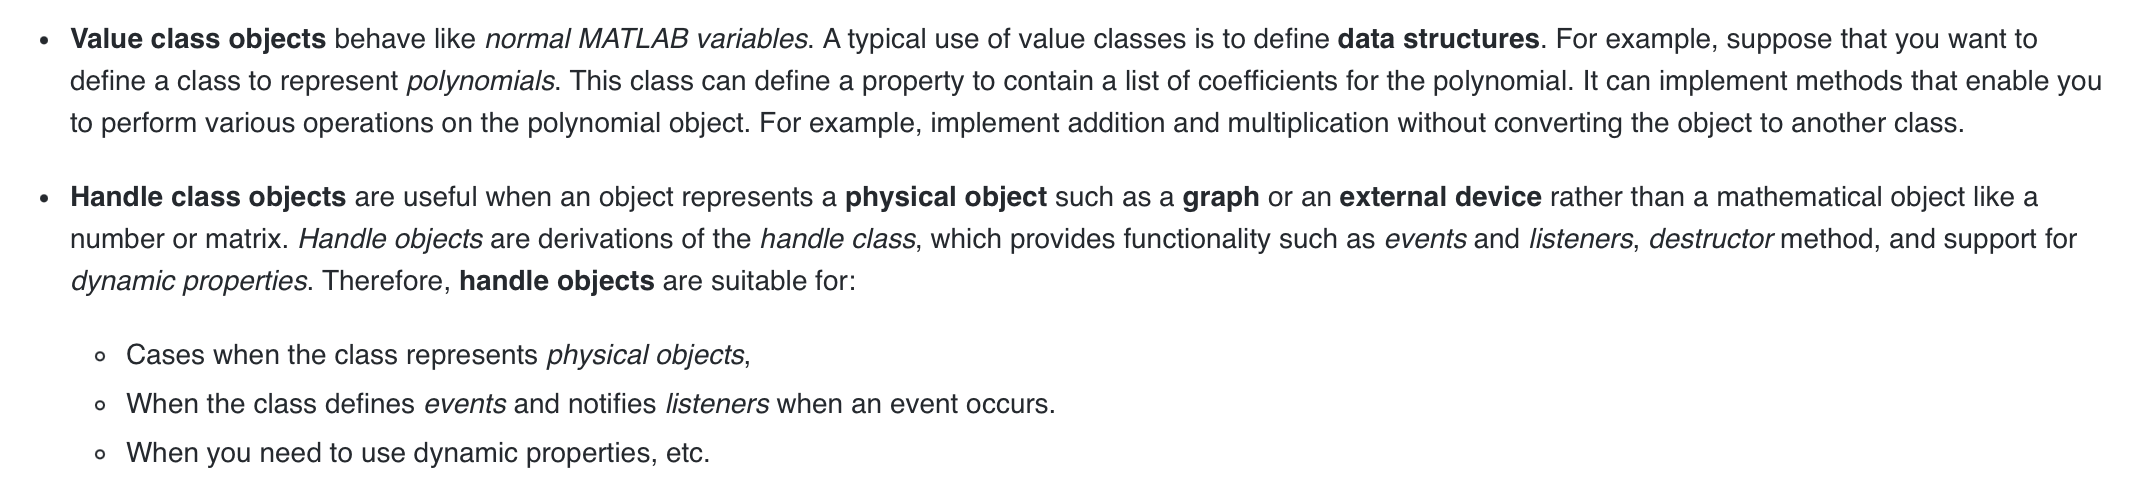 • Value class objects behave like normal MATLAB variables. A typical use of value classes is to define data structures. For example, suppose that you want to
define a class to represent polynomials. This class can define a property to contain a list of coefficients for the polynomial. It can implement methods that enable you
to perform various operations on the polynomial object. For example, implement addition and multiplication without converting the object to another class.
• Handle class objects are useful when an object represents a physical object such as a graph or an external device rather than a mathematical object like a
number or matrix. Handle objects are derivations of the handle class, which provides functionality such as events and listeners, destructor method, and support for
dynamic properties. Therefore, handle objects are suitable for:
◦ Cases when the class represents physical objects,
◦ When the class defines events and notifies listeners when an event occurs.
◦ When you need to use dynamic properties, etc.